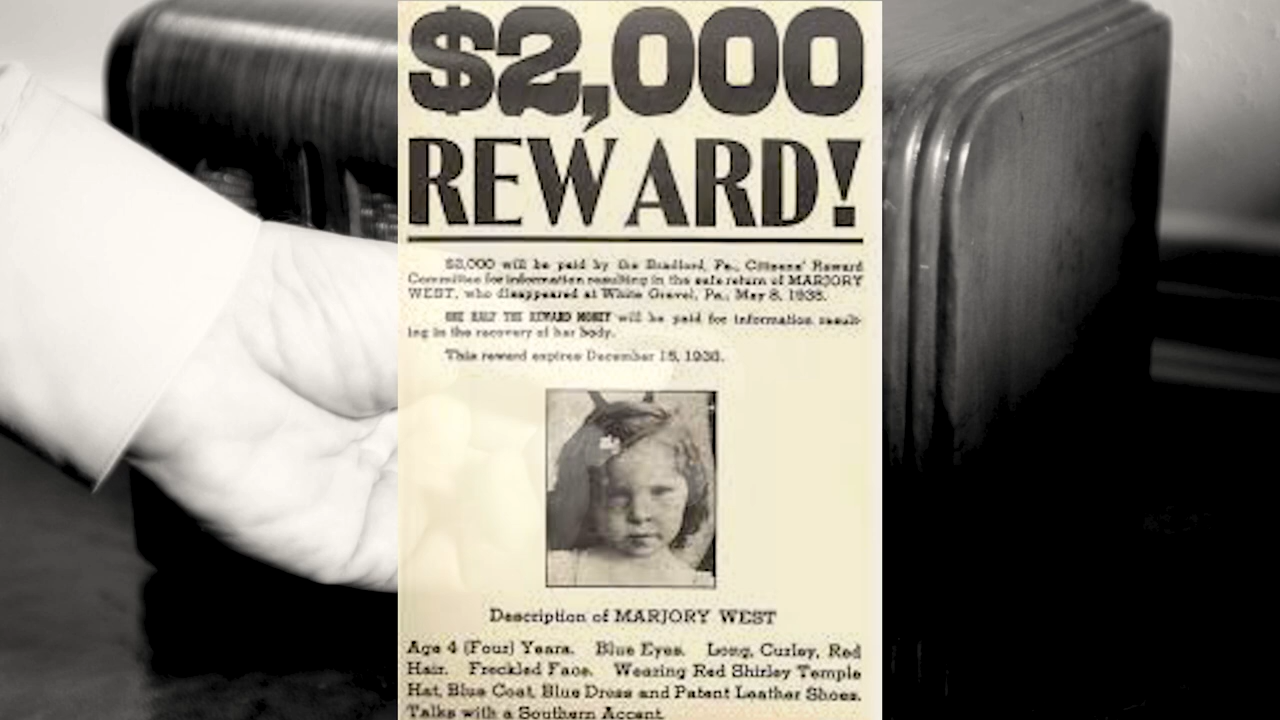 $2,000
REWARD!
$2,000 will be paid by the Bradford, Pa., Citizens' Reward
Committee for information resulting in the safe return of MARJORY
WEST, who disappeared at White Gravel, Pa., May 8, 1938.
ONE HALF THE REWARD MONEY will be paid for information result-
ing in the recovery of her body.
This reward expires December 15, 1938.
Description of MARJORY WEST
Age 4 (Four) Years. Blue Eyes. Long, Curley, Red
Hair. Freckled Face. Wearing Red Shirley Temple
Hat, Blue Coat, Blue Dress and Patent Leather Shoes.
Talks with a Southern Accent.